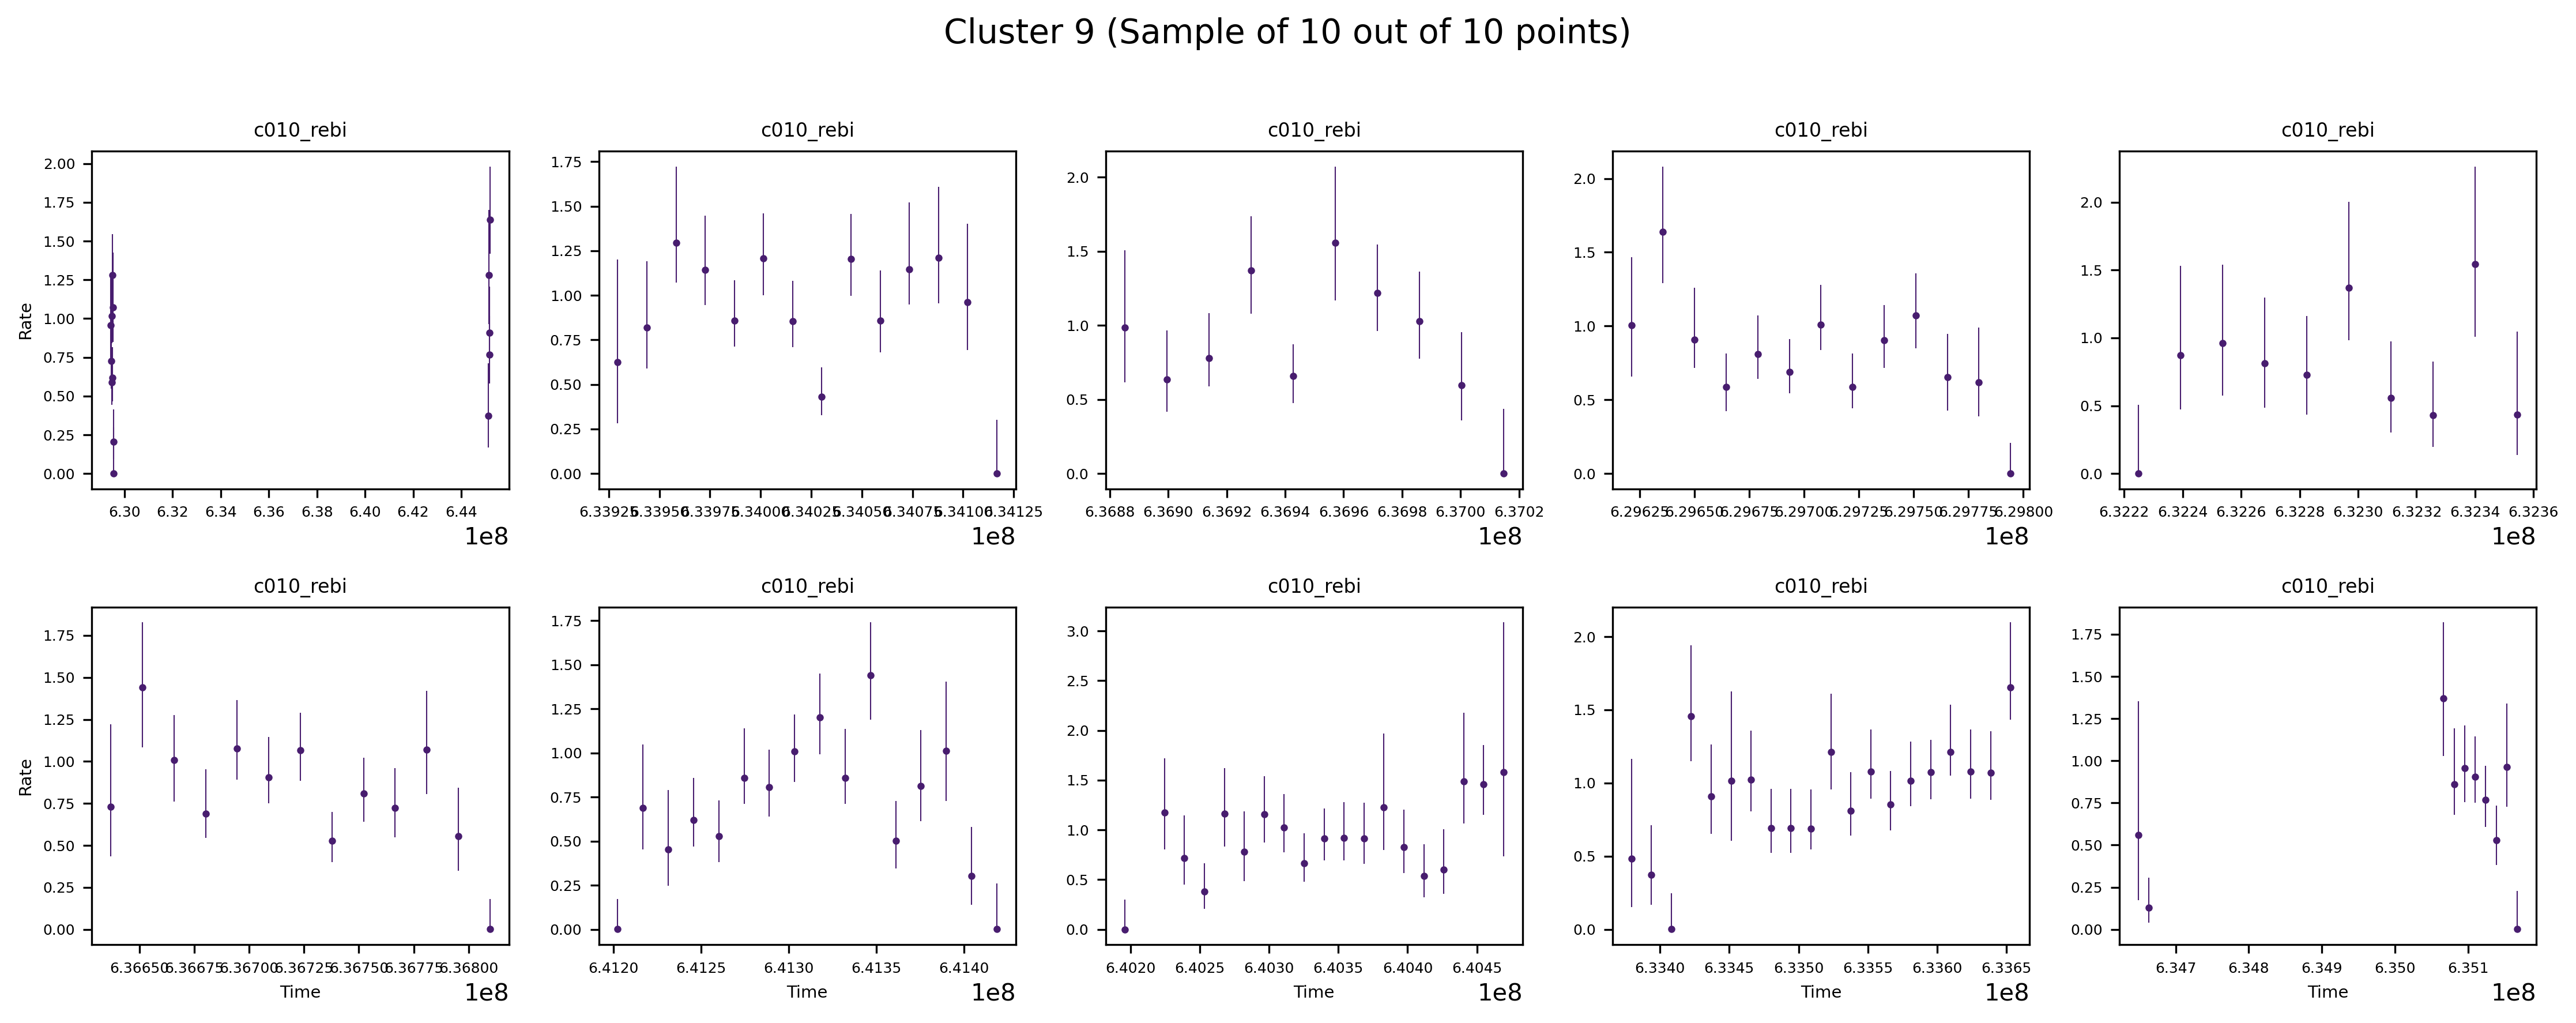 Cluster 9 (Sample of 10 out of 10 points)
c010_rebi c010_rebi c010_rebi c010_rebi c010_rebi
Rate
2.00 1.75 1.50 1.25 1.00 0.75 0.50 0.25 0.00
6.30 6.32 6.34 6.36 6.38 6.40 6.42 6.44
1e8
1.75 1.50 1.25 1.00 0.75 0.50 0.25 0.00
6.33925 6.33950 6.33975 6.34000 6.34025 6.34050 6.34075 6.34100 6.34125
1e8
2.0 1.5 1.0 0.5 0.0
6.3688 6.3690 6.3692 6.3694 6.3696 6.3698 6.3700 6.3702
1e8
2.0 1.5 1.0 0.5 0.0
6.29625 6.29650 6.29675 6.29700 6.29725 6.29750 6.29775 6.29800
1e8
2.0 1.5 1.0 0.5 0.0
6.3222 6.3224 6.3226 6.3228 6.3230 6.3232 6.3234 6.3236
1e8
c010_rebi c010_rebi c010_rebi c010_rebi c010_rebi
Rate
1.75 1.50 1.25 1.00 0.75 0.50 0.25 0.00
6.36650 6.36675 6.36700 6.36725 6.36750 6.36775 6.36800
Time 1e8
1.75 1.50 1.25 1.00 0.75 0.50 0.25 0.00
6.4120 6.4125 6.4130 6.4135 6.4140
Time 1e8
3.0 2.5 2.0 1.5 1.0 0.5 0.0
6.4020 6.4025 6.4030 6.4035 6.4040 6.4045
Time 1e8
2.0 1.5 1.0 0.5 0.0
6.3340 6.3345 6.3350 6.3355 6.3360 6.3365
Time 1e8
1.75 1.50 1.25 1.00 0.75 0.50 0.25 0.00
6.347 6.348 6.349 6.350 6.351
Time 1e8